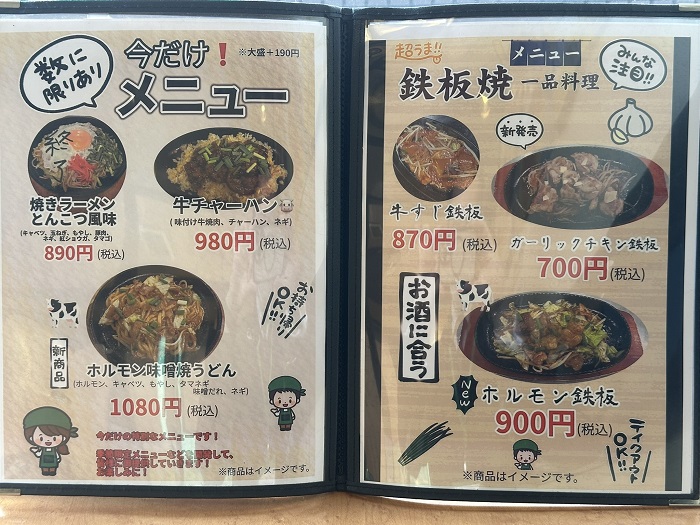 数に
限りあり
今だけ!
※大盛+190円
メニュー
終了
焼きラーメン
とんこつ風味
(キャベツ、玉ねぎ、もやし、豚肉、
ネギ、紅ショウガ、タマゴ)
890円(税込)
牛チャーハン
(味付け牛焼肉、チャーハン、ネギ)
980円(税込)
お持ち帰り
OK!!
新商品
ホルモン味噌焼うどん
(ホルモン、キャベツ、もやし、タマネギ
味噌だれ、ネギ)
1080円(税込)
今だけの特別なメニューです!
※商品はイメージです。
超うま!!
メニュー
鉄板焼 一品料理
みんな
注目!!
新発売
牛すじ鉄板
870円(税込)
ガーリックチキン鉄板
700円(税込)
お酒に合う
New
ホルモン鉄板
900円(税込)
テイクアウト
OK!!
※商品はイメージです。